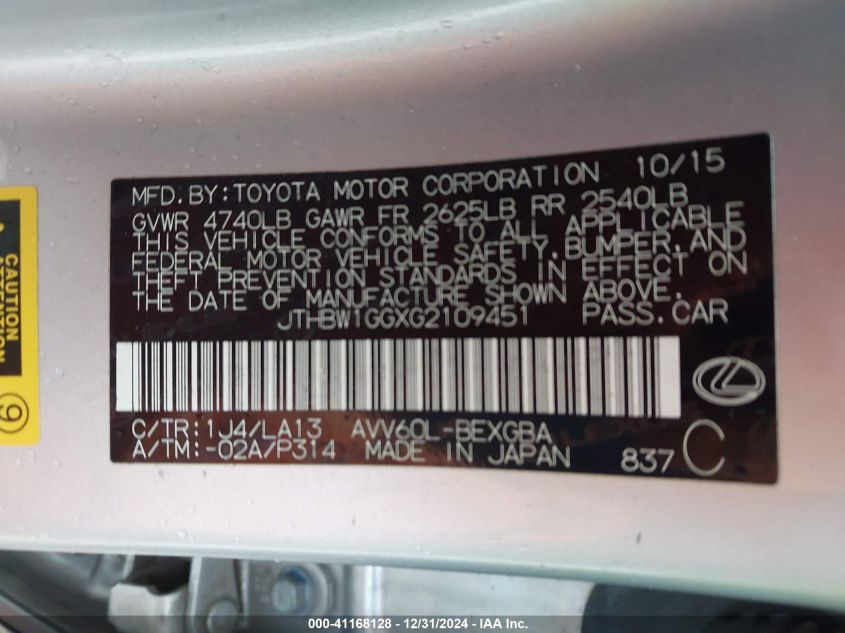 MFD.BY:TOYOTA MOTOR CORPORATION 10/15
GVWR 4740LB GAWR FR 2625LB RR 2540LB
THIS VEHICLE CONFORMS TO ALL APPLICABLE
FEDERAL MOTOR VEHICLE SAFETY,BUMPER,AND
THEFT PREVENTION STANDARDS IN EFFECT ON
THE DATE OF MANUFACTURE SHOWN ABOVE.
JTHBW1GGXG2109451 PASS.CAR
C/TR:1J4/LA13 AVV60L-BEXGBA
A/TM:-02A/P314 MADE IN JAPAN 837 C
CAUTION
ATTENTION
9
000-41168128 - 12/31/2024 - IAA Inc.